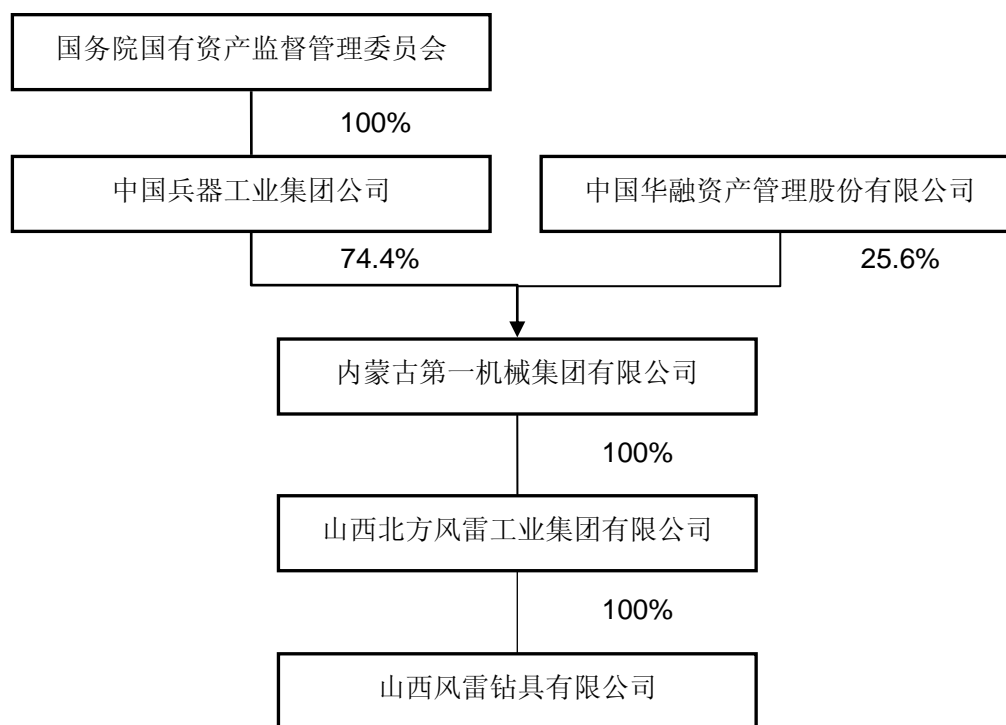 国务院国有资产监督管理委员会
100%
中国兵器工业集团公司
中国华融资产管理股份有限公司
74.4%
25.6%
内蒙古第一机械集团有限公司
100%
山西北方风雷工业集团有限公司
100%
山西风雷钻具有限公司